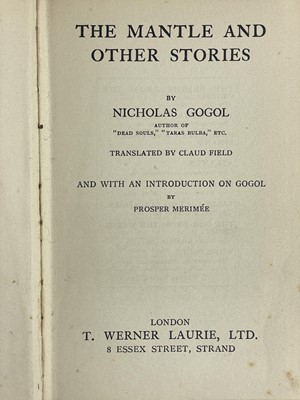 THE MANTLE AND
OTHER STORIES
BY
NICHOLAS GOGOL
AUTHOR OF
"DEAD SOULS," "TARAS BULBA," ETC.
TRANSLATED BY CLAUD FIELD
AND WITH AN INTRODUCTION ON GOGOL
BY
PROSPER MERIMÉE
LONDON
T. WERNER LAURIE, LTD.
8 ESSEX STREET, STRAND